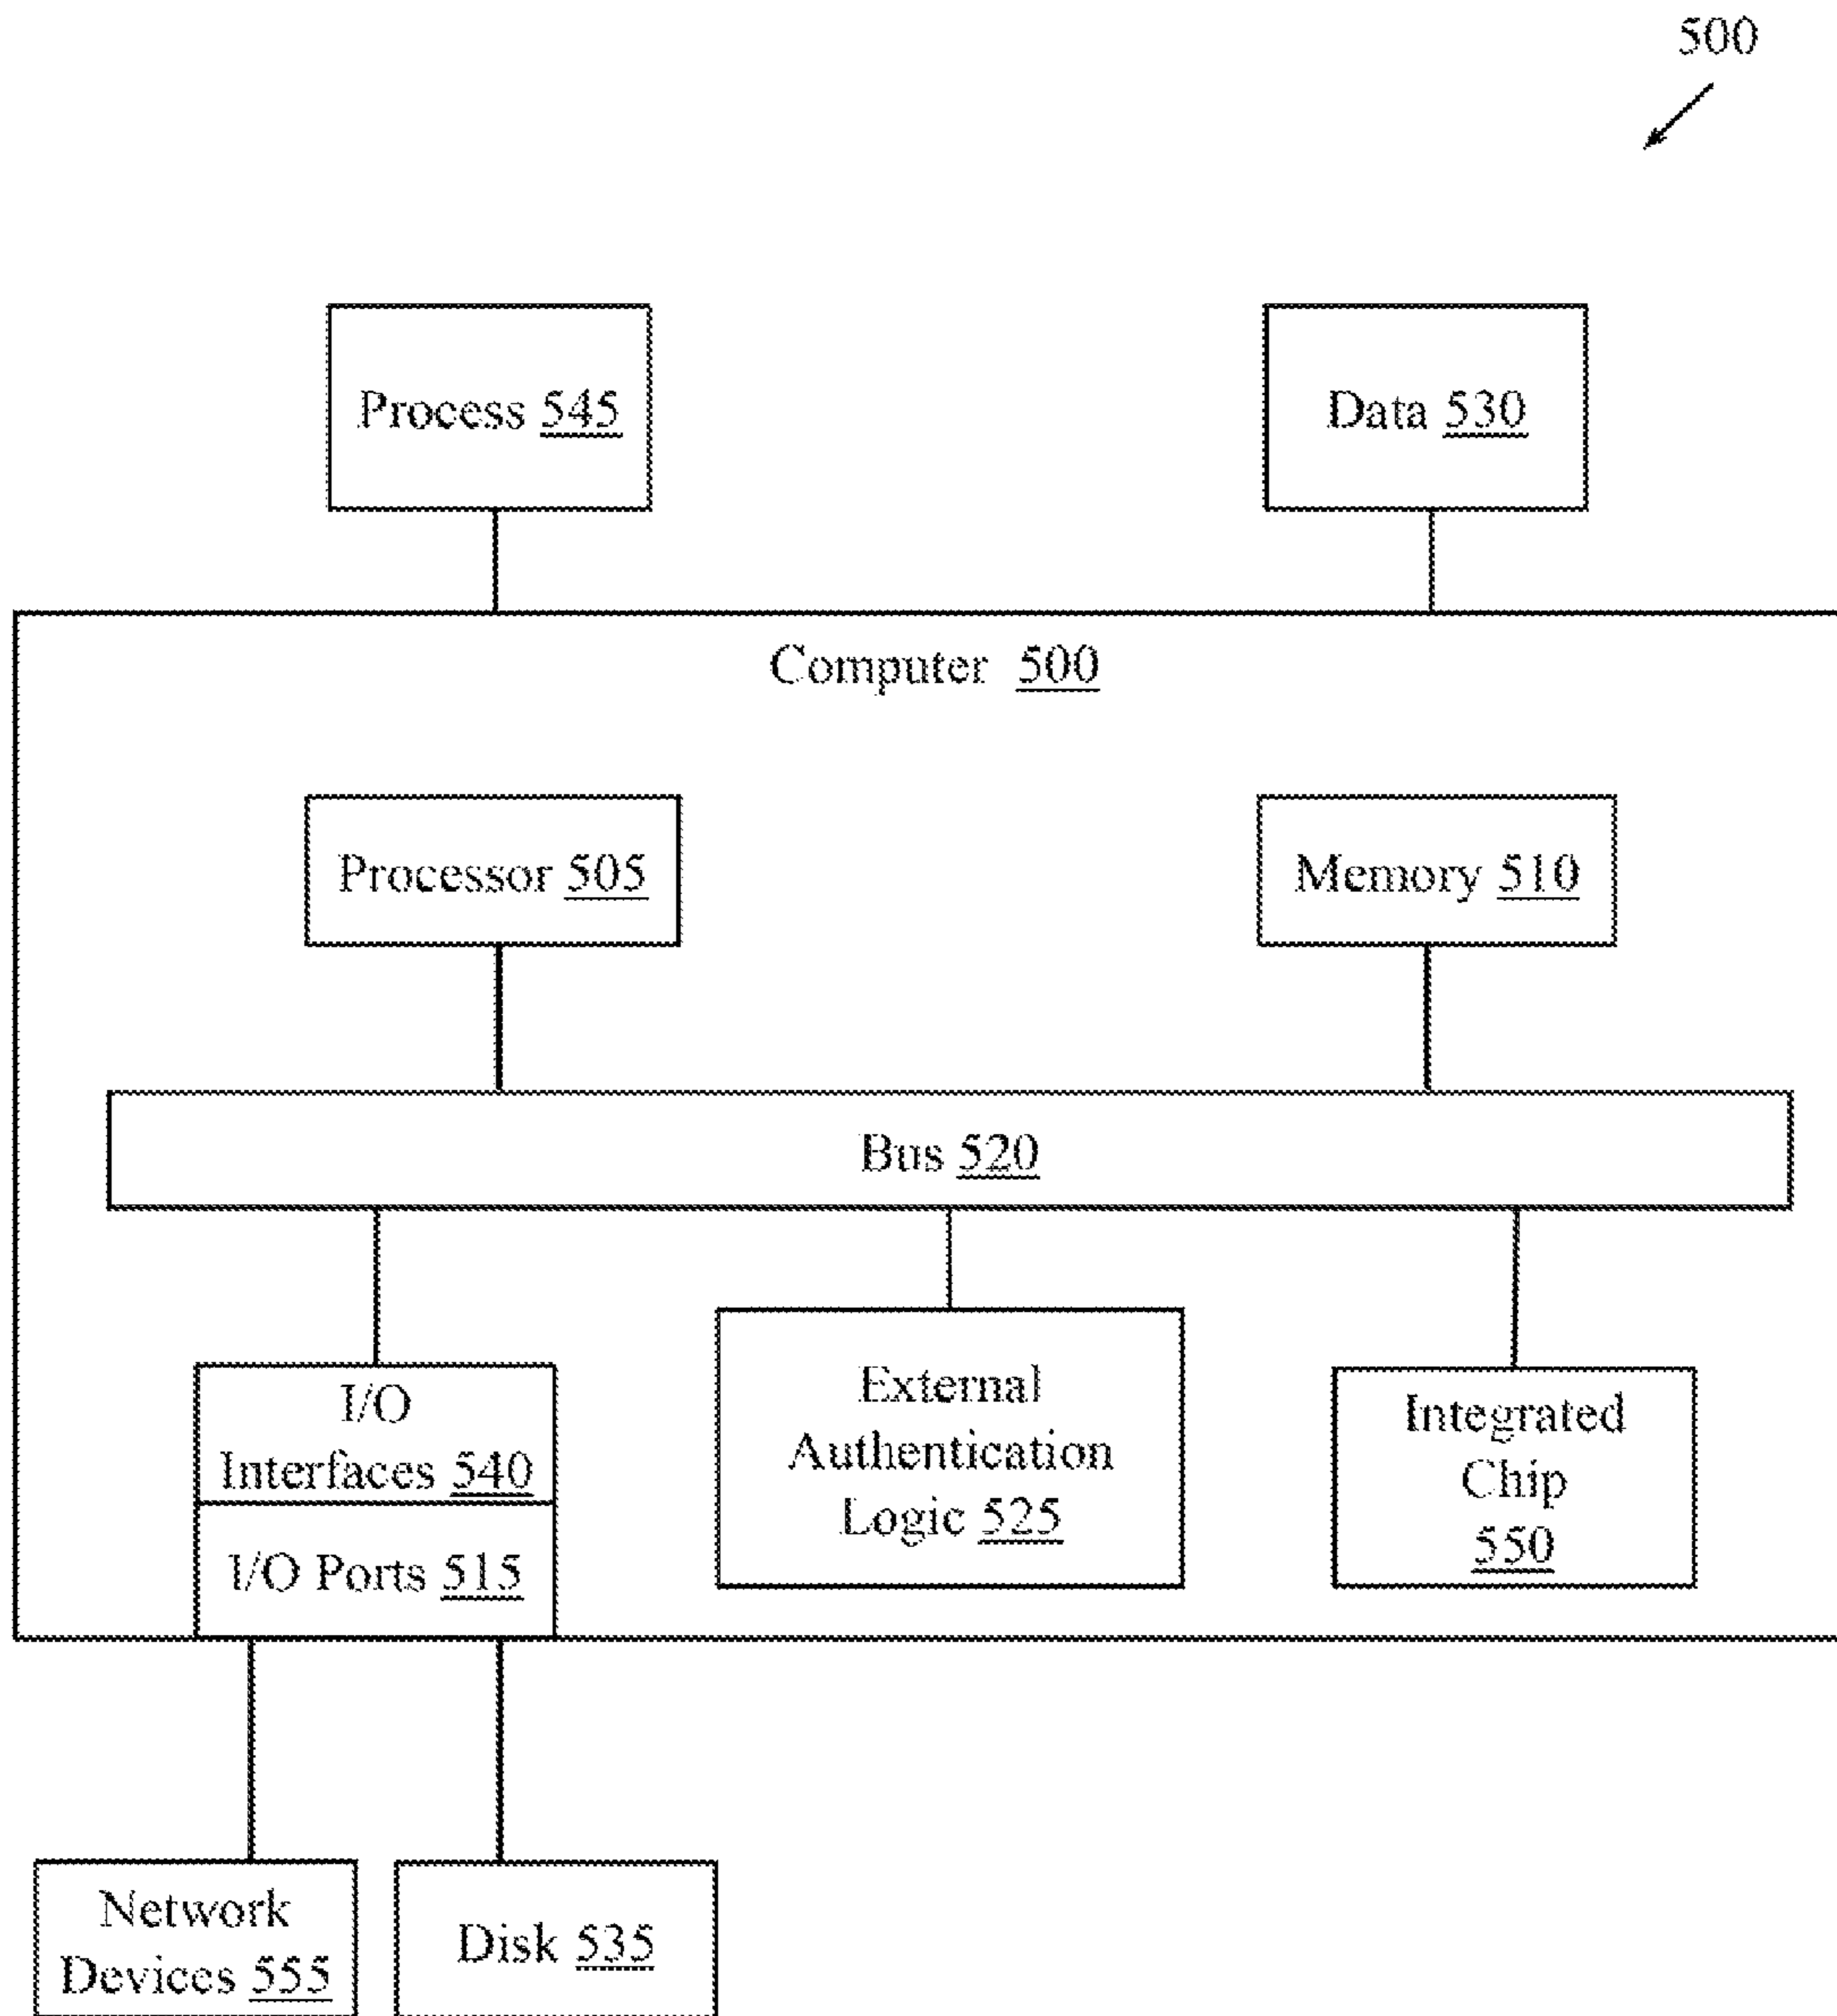 500
Process 545
Data 530
Computer 500
Processor 505
Memory 510
Bus 520
I/O
Interfaces 540
I/O Ports 515
External
Authentication
Logic 525
Integrated
Chip
550
Network
Devices 555
Disk 535